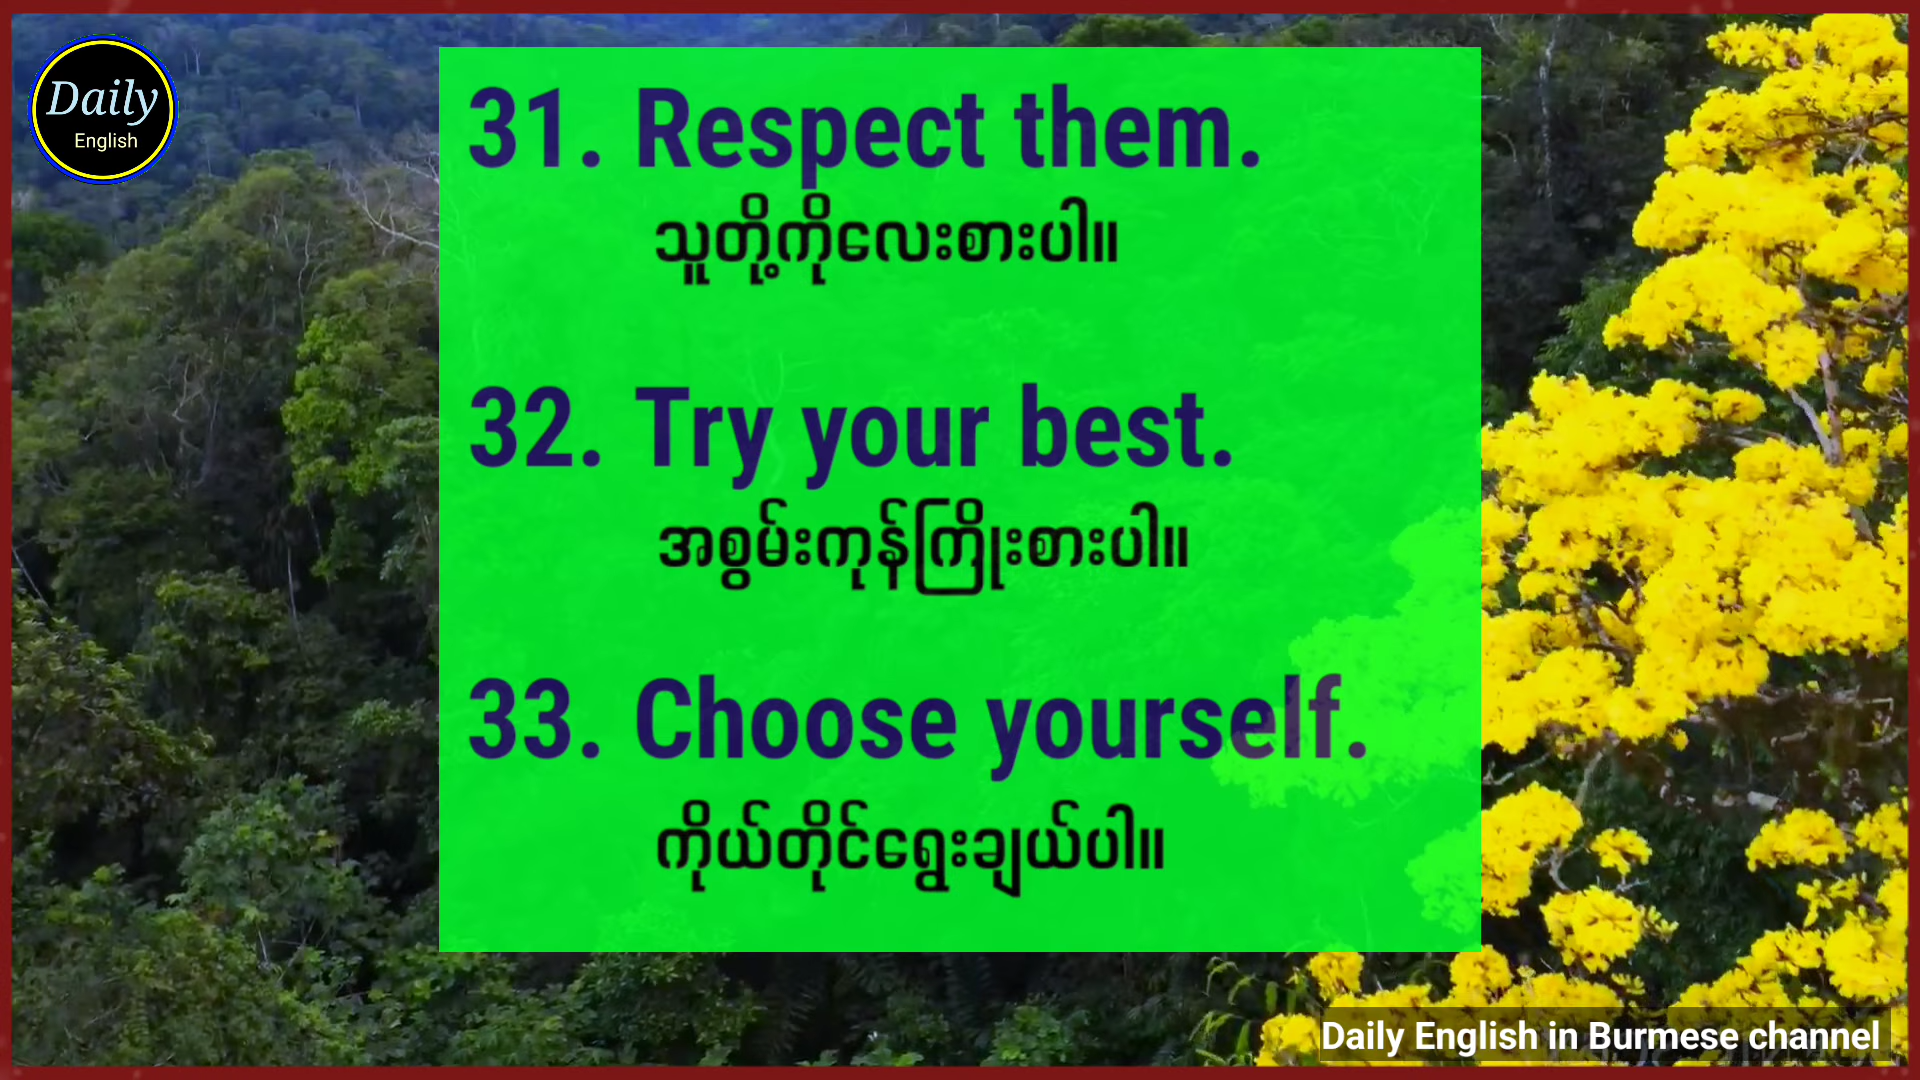 Daily
English
31. Respect them.
သူတို့ကိုလေးစားပါ။
32. Try your best.
အစွမ်းကုန်ကြိုးစားပါ။
33. Choose yourself.
ကိုယ်တိုင်ရွေးချယ်ပါ။
Daily English in Burmese channel